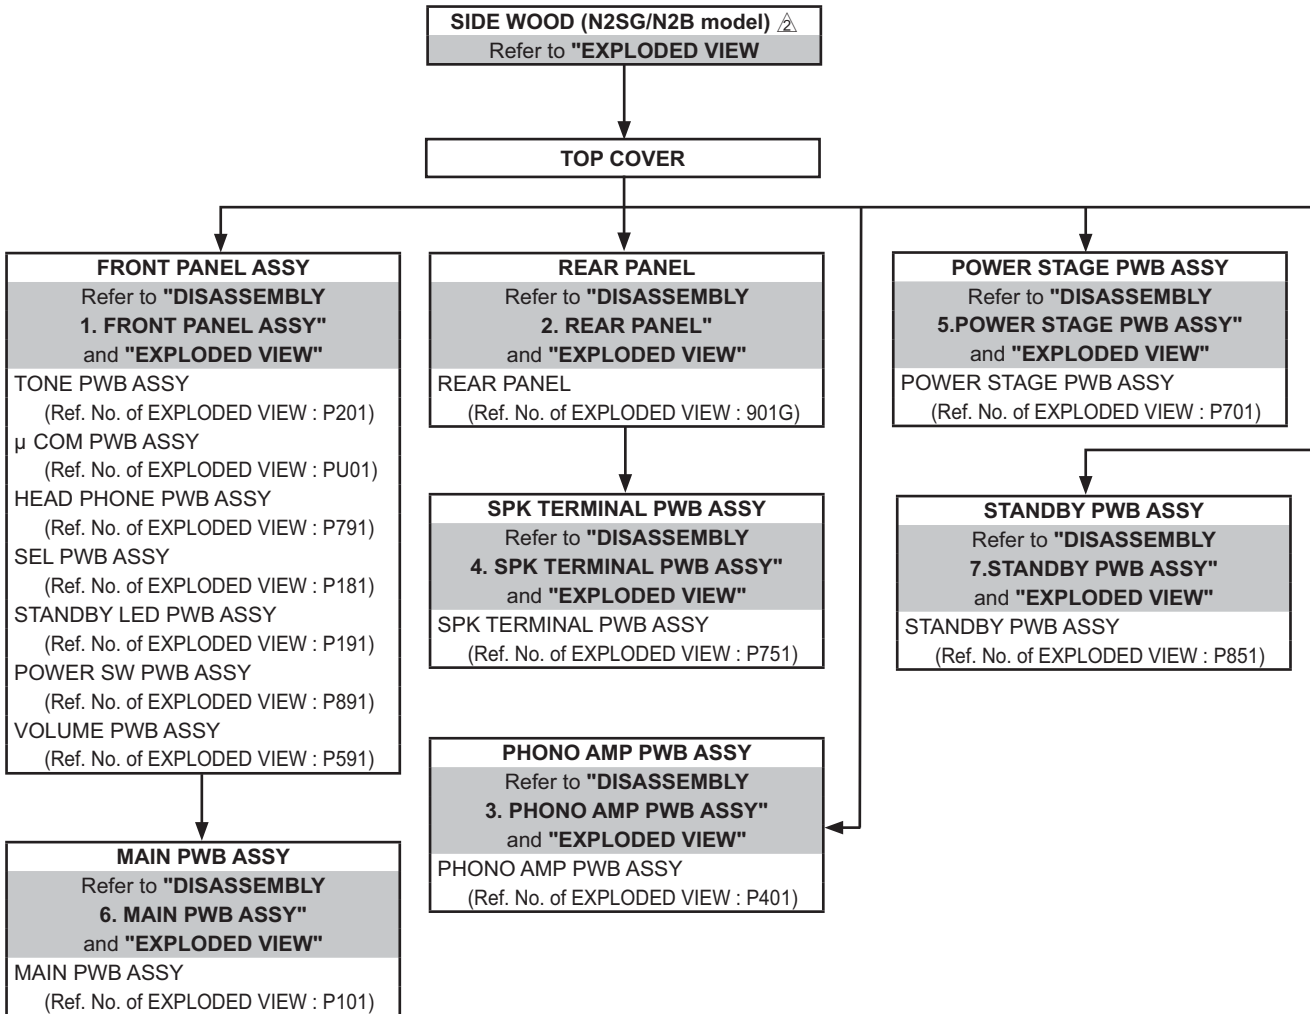 SIDE WOOD (N2SG/N2B model) 2
Refer to "EXPLODED VIEW
TOP COVER
FRONT PANEL ASSY
Refer to "DISASSEMBLY
1. FRONT PANEL ASSY"
and "EXPLODED VIEW"
TONE PWB ASSY
(Ref. No. of EXPLODED VIEW : P201)
µ COM PWB ASSY
(Ref. No. of EXPLODED VIEW : PU01)
HEAD PHONE PWB ASSY
(Ref. No. of EXPLODED VIEW : P791)
SEL PWB ASSY
(Ref. No. of EXPLODED VIEW : P181)
STANDBY LED PWB ASSY
(Ref. No. of EXPLODED VIEW : P191)
POWER SW PWB ASSY
(Ref. No. of EXPLODED VIEW : P891)
VOLUME PWB ASSY
(Ref. No. of EXPLODED VIEW : P591)
MAIN PWB ASSY
Refer to "DISASSEMBLY
6. MAIN PWB ASSY"
and "EXPLODED VIEW"
MAIN PWB ASSY
(Ref. No. of EXPLODED VIEW : P101)
REAR PANEL
Refer to "DISASSEMBLY
2. REAR PANEL"
and "EXPLODED VIEW"
REAR PANEL
(Ref. No. of EXPLODED VIEW : 901G)
SPK TERMINAL PWB ASSY
Refer to "DISASSEMBLY
4. SPK TERMINAL PWB ASSY"
and "EXPLODED VIEW"
SPK TERMINAL PWB ASSY
(Ref. No. of EXPLODED VIEW : P751)
PHONO AMP PWB ASSY
Refer to "DISASSEMBLY
3. PHONO AMP PWB ASSY"
and "EXPLODED VIEW"
PHONO AMP PWB ASSY
(Ref. No. of EXPLODED VIEW : P401)
POWER STAGE PWB ASSY
Refer to "DISASSEMBLY
5.POWER STAGE PWB ASSY"
and "EXPLODED VIEW"
POWER STAGE PWB ASSY
(Ref. No. of EXPLODED VIEW : P701)
STANDBY PWB ASSY
Refer to "DISASSEMBLY
7.STANDBY PWB ASSY"
and "EXPLODED VIEW"
STANDBY PWB ASSY
(Ref. No. of EXPLODED VIEW : P851)